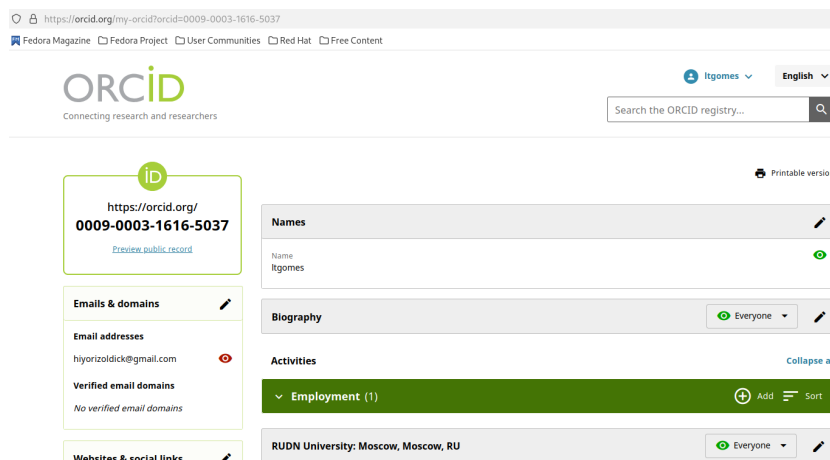 https://orcid.org/my-orcid?orcid=0009-0003-1616-5037
Fedora Magazine Fedora Project User Communities Red Hat Free Content
ORCiD
Connecting research and researchers
ltgomes
English
Search the ORCID registry...
Printable versio
iD
https://orcid.org/
0009-0003-1616-5037
Preview public record
Names
Name
ltgomes
Emails & domains
Email addresses
hiyorizoldick@gmail.com
Verified email domains
No verified email domains
Biography
Everyone
Activities
Collapse a
Employment (1)
Add
Sort
RUDN University: Moscow, Moscow, RU
Everyone
Websites & social links